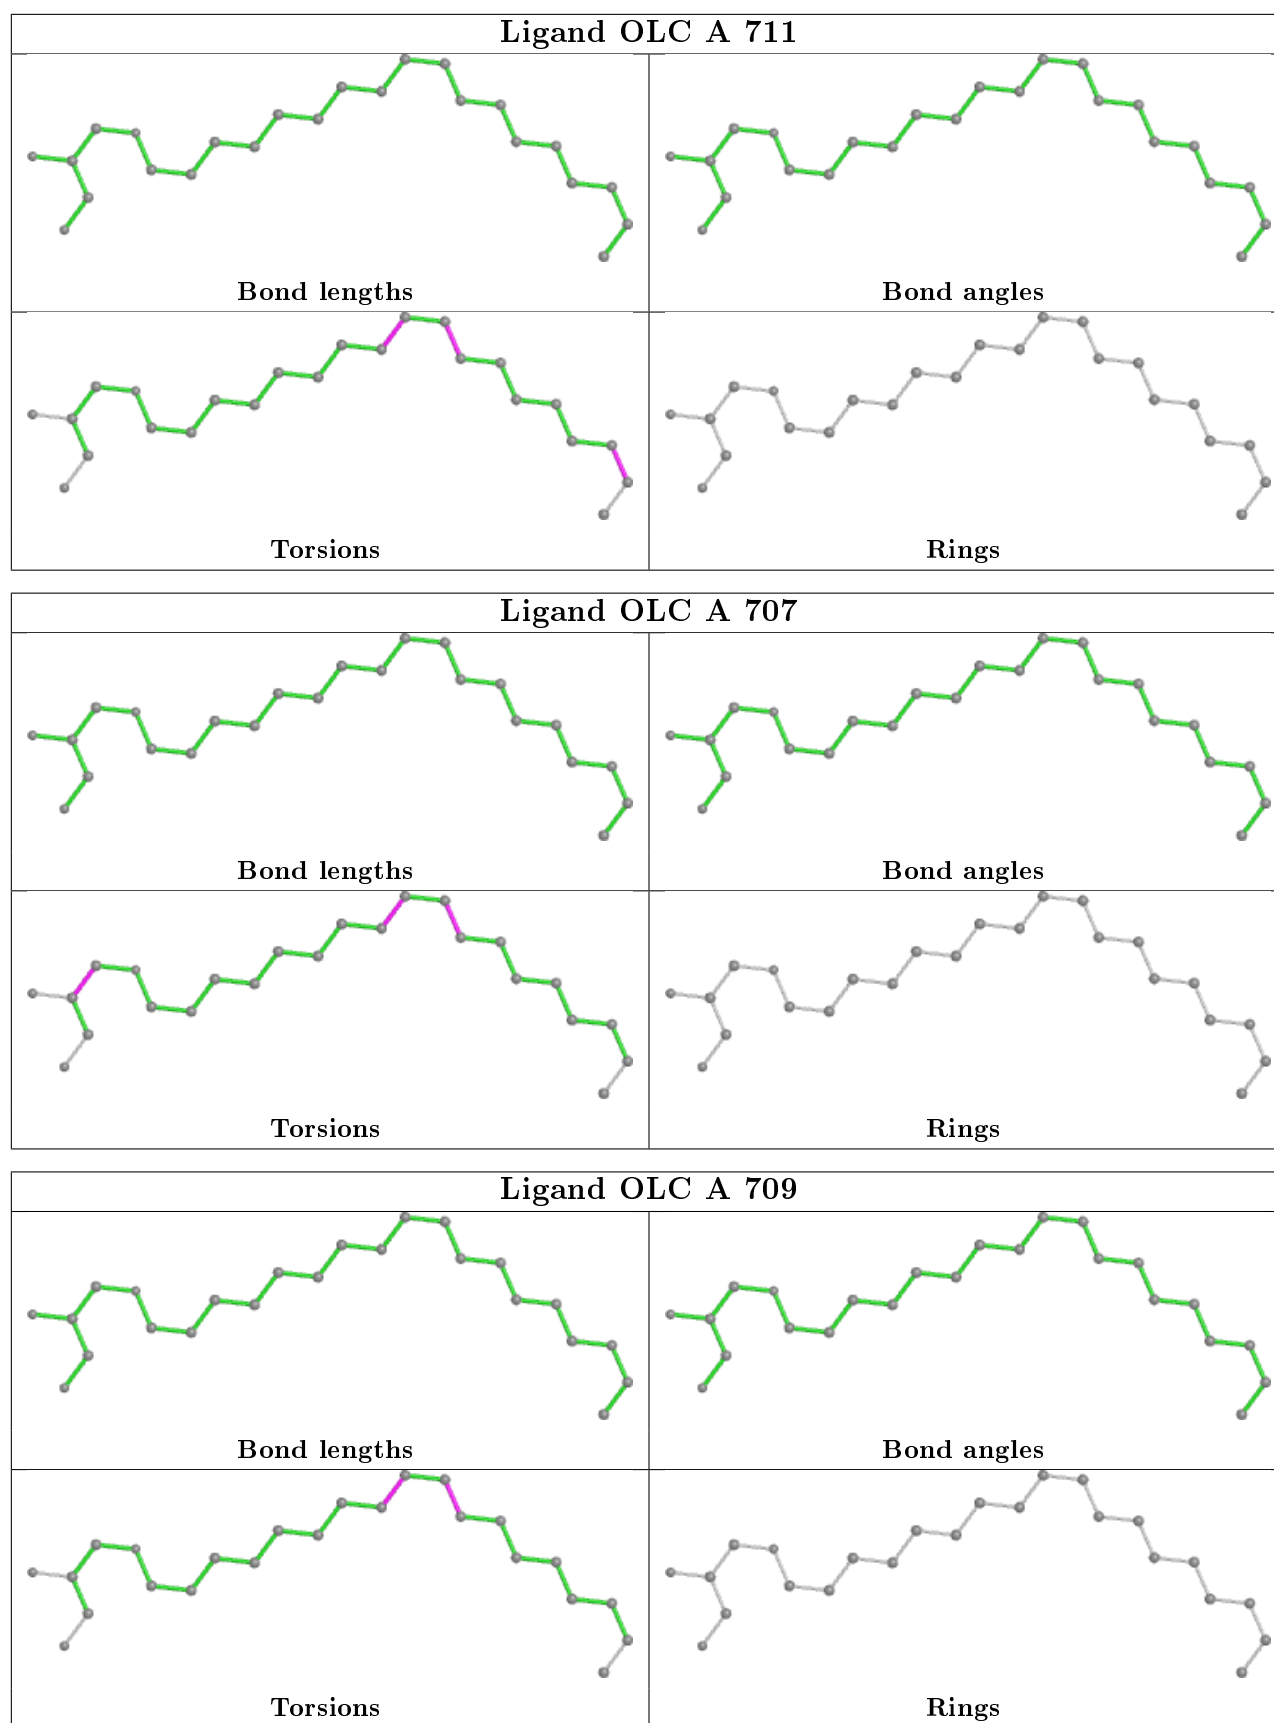 Ligand OLC A 711
Bond lengths
Bond angles
Torsions
Rings
Ligand OLC A 707
Bond lengths
Bond angles
Torsions
Rings
Ligand OLC A 709
Bond lengths
Bond angles
Torsions
Rings